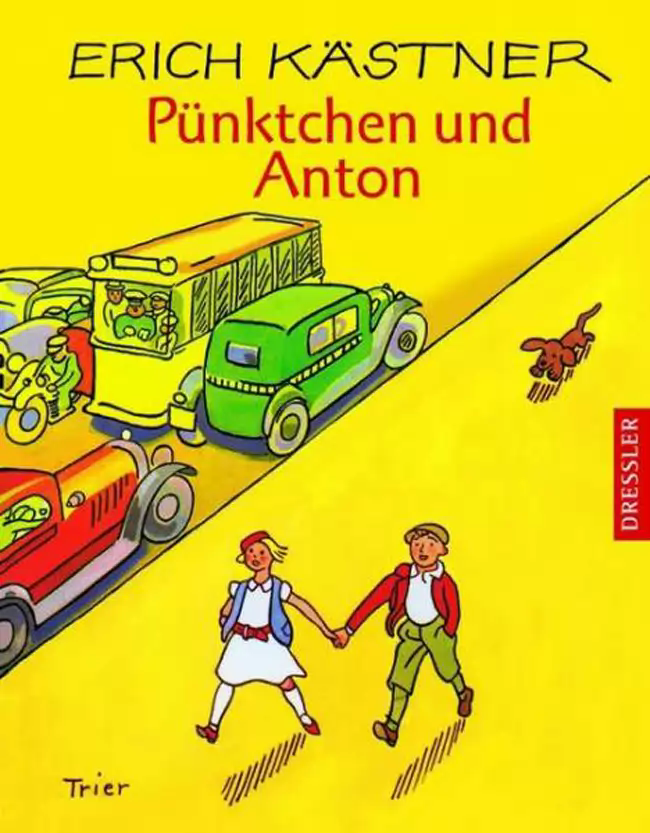 ERICH KÄSTNER
Pünktchen und
Anton
DRESSLER
Trier